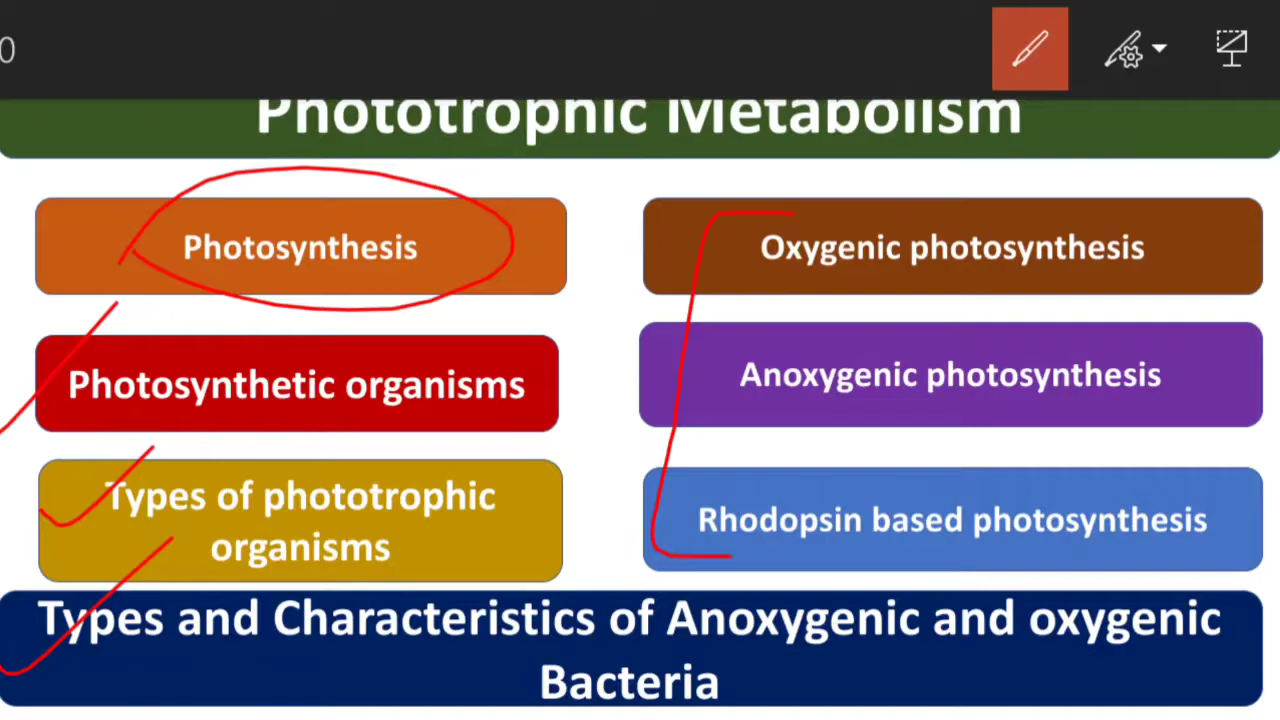 0
Phototrophic Metabolism
Photosynthesis
Photosynthetic organisms
Types of phototrophic
organisms
Oxygenic photosynthesis
Anoxygenic photosynthesis
Rhodopsin based photosynthesis
Types and Characteristics of Anoxygenic and oxygenic
Bacteria